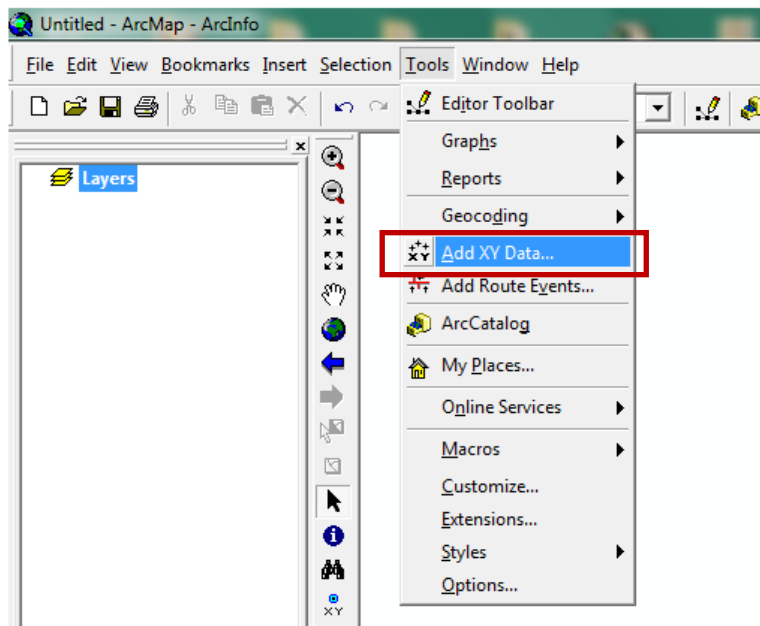 Untitled - ArcMap - ArcInfo
File Edit View Bookmarks Insert Selection Tools Window Help
Editor Toolbar
Graphs
Reports
Geocoding
Add XY Data...
Add Route Events...
ArcCatalog
My Places...
Online Services
Macros
Customize...
Extensions...
Styles
Options...
Layers
XY